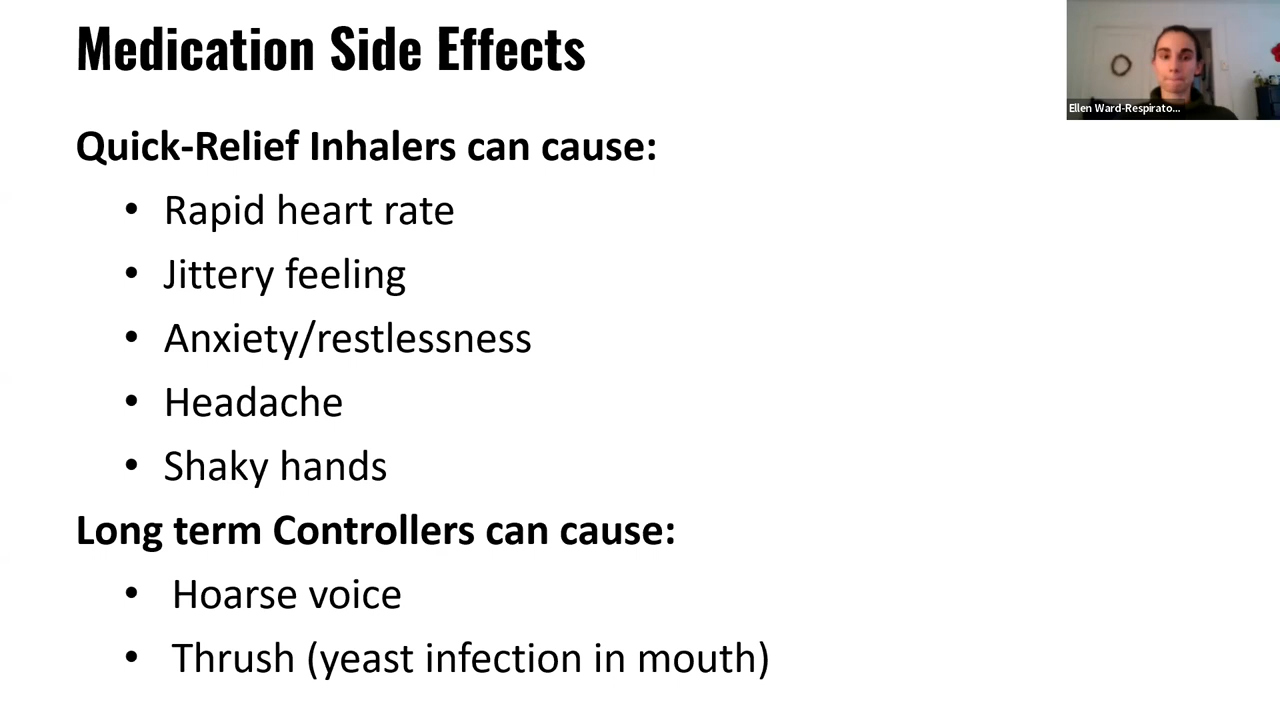 Medication Side Effects
Ellen Ward-Respirato...
Quick-Relief Inhalers can cause:
• Rapid heart rate
• Jittery feeling
• Anxiety/restlessness
• Headache
• Shaky hands
Long term Controllers can cause:
• Hoarse voice
• Thrush (yeast infection in mouth)